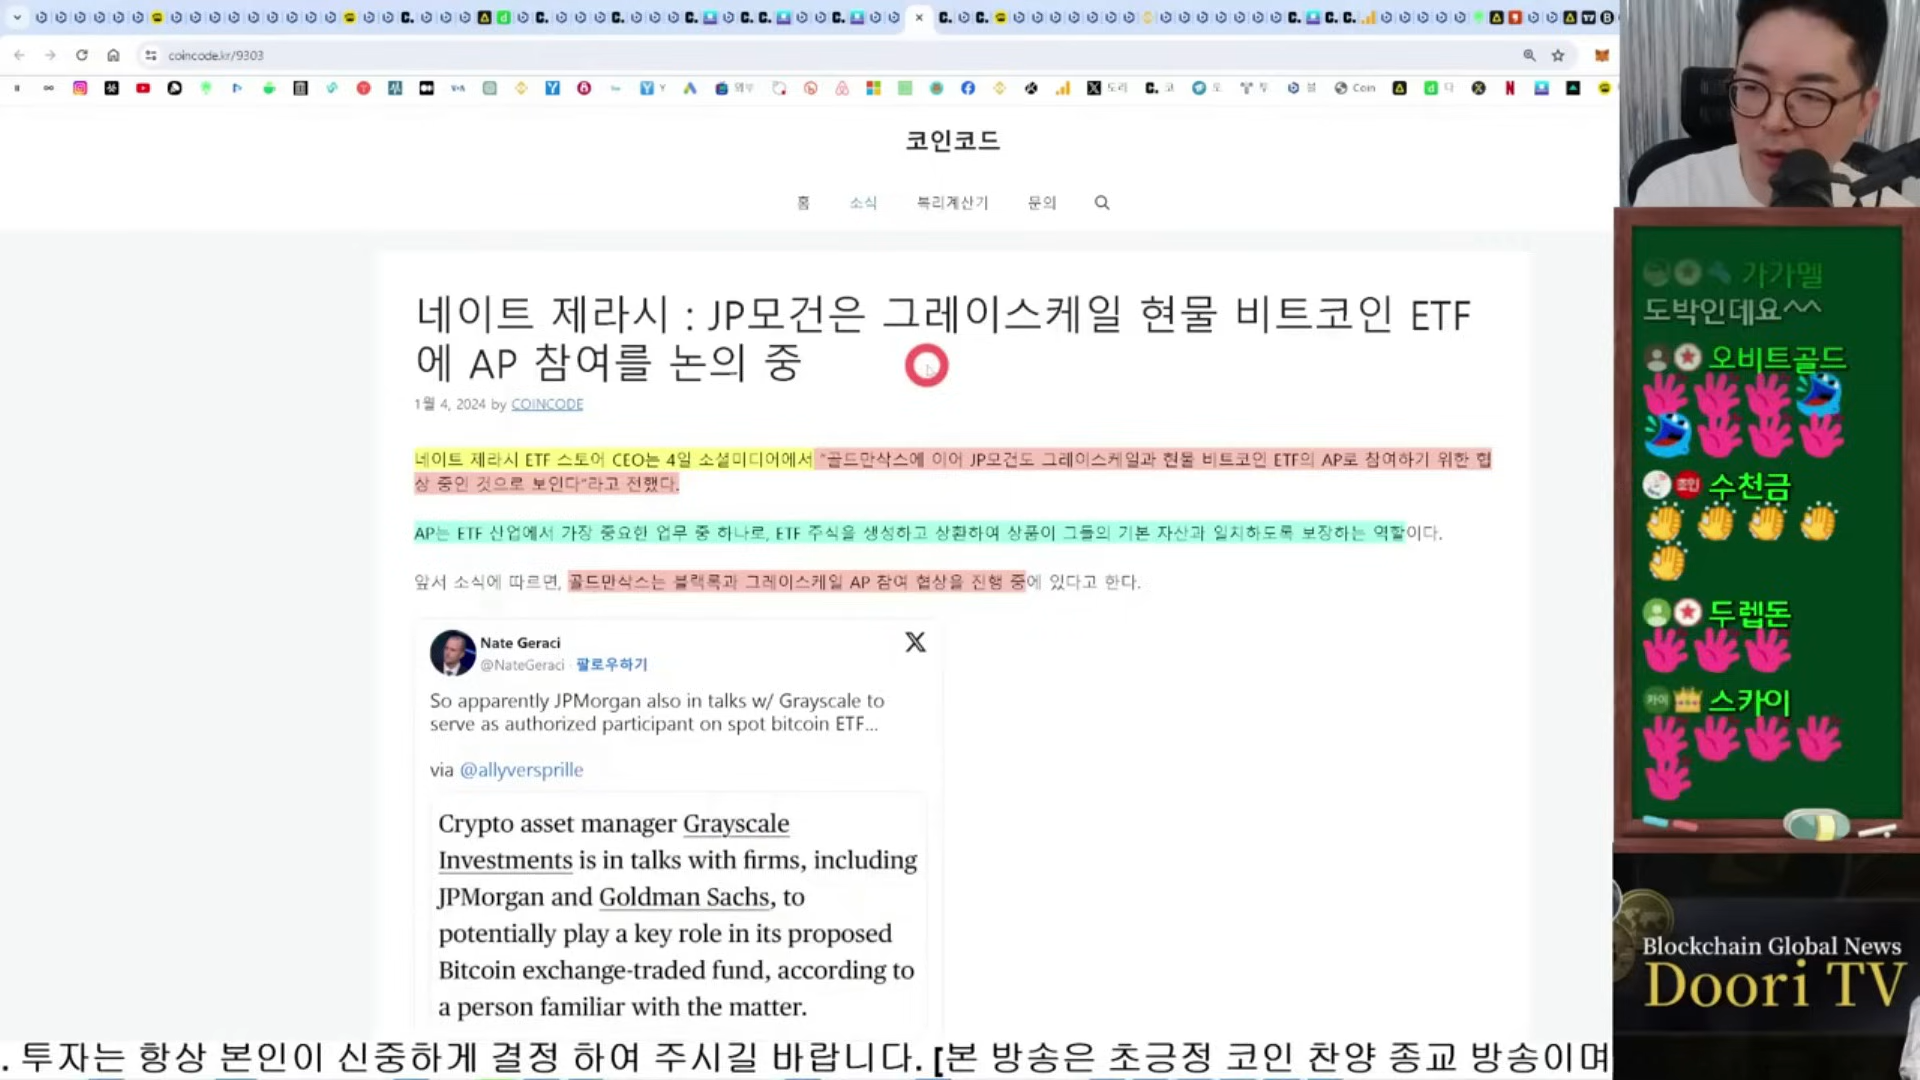 coincode.kr/9303
외부
도리
Coin
코인코드
홈 소식 복리계산기 문의
네이트 제라시 : JP모건은 그레이스케일 현물 비트코인 ETF
에 AP 참여를 논의 중
1월 4, 2024 by COINCODE
네이트 제라시 ETF 스토어 CEO는 4일 소셜미디어에서 "골드만삭스에 이어 JP모건도 그레이스케일과 현물 비트코인 ETF의 AP로 참여하기 위한 협
상 중인 것으로 보인다"라고 전했다.
AP는 ETF 산업에서 가장 중요한 업무 중 하나로, ETF 주식을 생성하고 상환하여 상품이 그들의 기본 자산과 일치하도록 보장하는 역할이다.
앞서 소식에 따르면, 골드만삭스는 블랙록과 그레이스케일 AP 참여 협상을 진행 중에 있다고 한다.
Nate Geraci
@NateGeraci · 팔로우하기
So apparently JPMorgan also in talks w/ Grayscale to
serve as authorized participant on spot bitcoin ETF...
via @allyversprille
Crypto asset manager Grayscale
Investments is in talks with firms, including
JPMorgan and Goldman Sachs, to
potentially play a key role in its proposed
Bitcoin exchange-traded fund, according to
a person familiar with the matter.
가가멜
도박인데요^^
오비트골드
수천금
두렙돈
카이 스카이
Blockchain Global News
Doori TV
. 투자는 항상 본인이 신중하게 결정 하여 주시길 바랍니다. [본 방송은 초긍정 코인 찬양 종교 방송이며